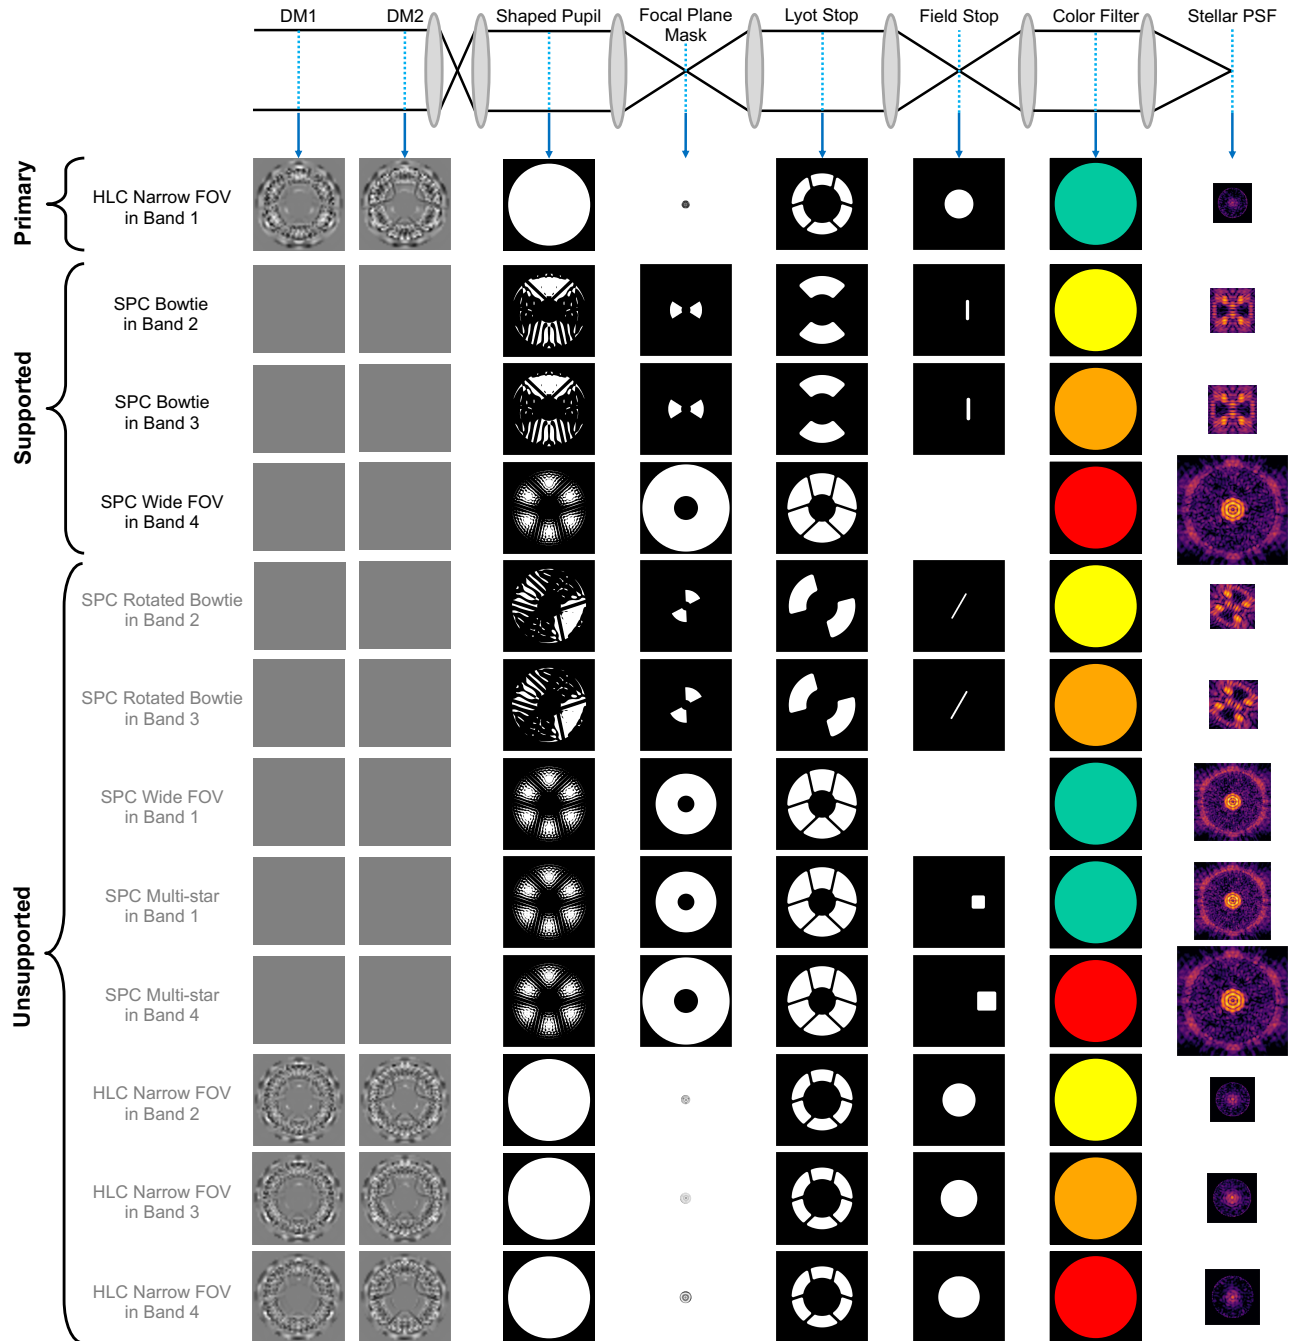 DM1 DM2 Shaped Pupil Focal Plane Mask Lyot Stop Field Stop Color Filter Stellar PSF
Primary
HLC Narrow FOV
in Band 1
Supported
SPC Bowtie
in Band 2
SPC Bowtie
in Band 3
SPC Wide FOV
in Band 4
Unsupported
SPC Rotated Bowtie
in Band 2
SPC Rotated Bowtie
in Band 3
SPC Wide FOV
in Band 1
SPC Multi-star
in Band 1
SPC Multi-star
in Band 4
HLC Narrow FOV
in Band 2
HLC Narrow FOV
in Band 3
HLC Narrow FOV
in Band 4